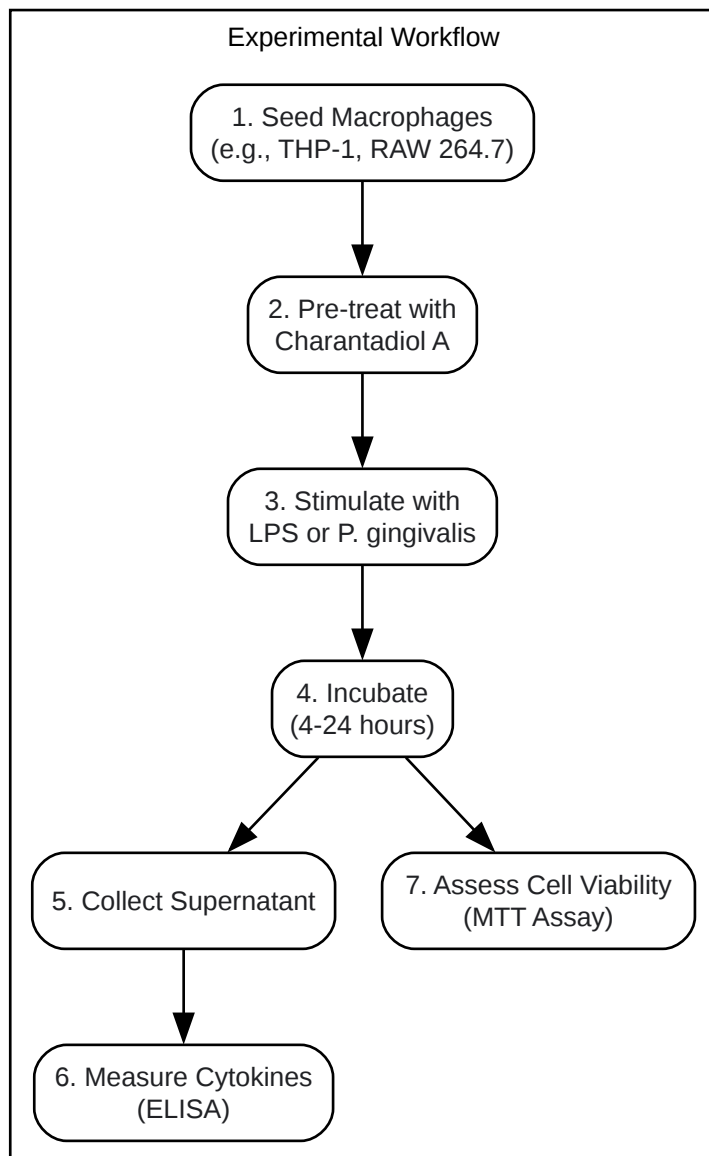 Experimental Workflow
1. Seed Macrophages
(e.g., THP-1, RAW 264.7)
2. Pre-treat with
Charantadiol A
3. Stimulate with
LPS or P. gingivalis
4. Incubate
(4-24 hours)
5. Collect Supernatant
7. Assess Cell Viability
(MTT Assay)
6. Measure Cytokines
(ELISA)